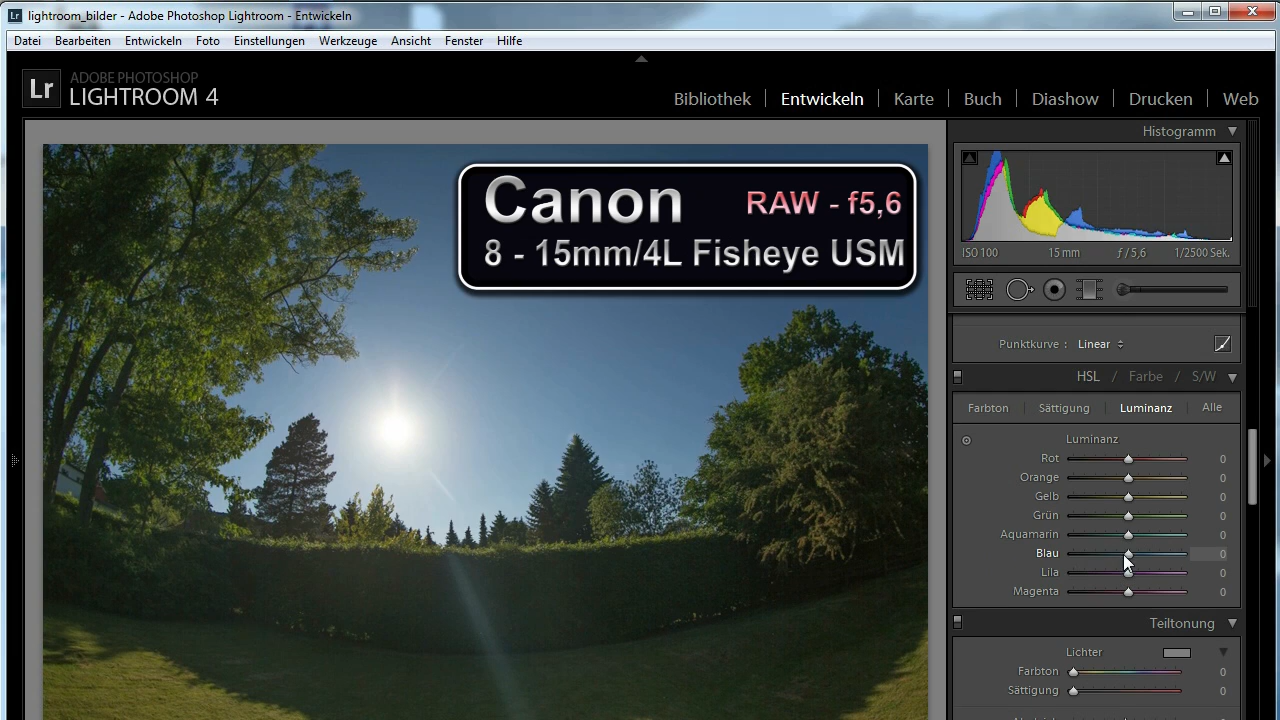 lightroom_bilder - Adobe Photoshop Lightroom - Entwickeln
Datei Bearbeiten Entwickeln Foto Einstellungen Werkzeuge Ansicht Fenster Hilfe
Lr ADOBE PHOTOSHOP
LIGHTROOM 4
Bibliothek Entwickeln Karte Buch Diashow Drucken Web
Histogramm
Canon RAW - f5,6
8 - 15mm/4L Fisheye USM
ISO 100 15 mm ƒ / 5,6 1/2500 Sek.
Punktkurve : Linear
HSL / Farbe / S/W
Farbton Sättigung Luminanz Alle
Luminanz
Rot 0
Orange 0
Gelb 0
Grün 0
Aquamarin 0
Blau 0
Lila 0
Magenta 0
Teiltonung
Lichter
Farbton 0
Sättigung 0